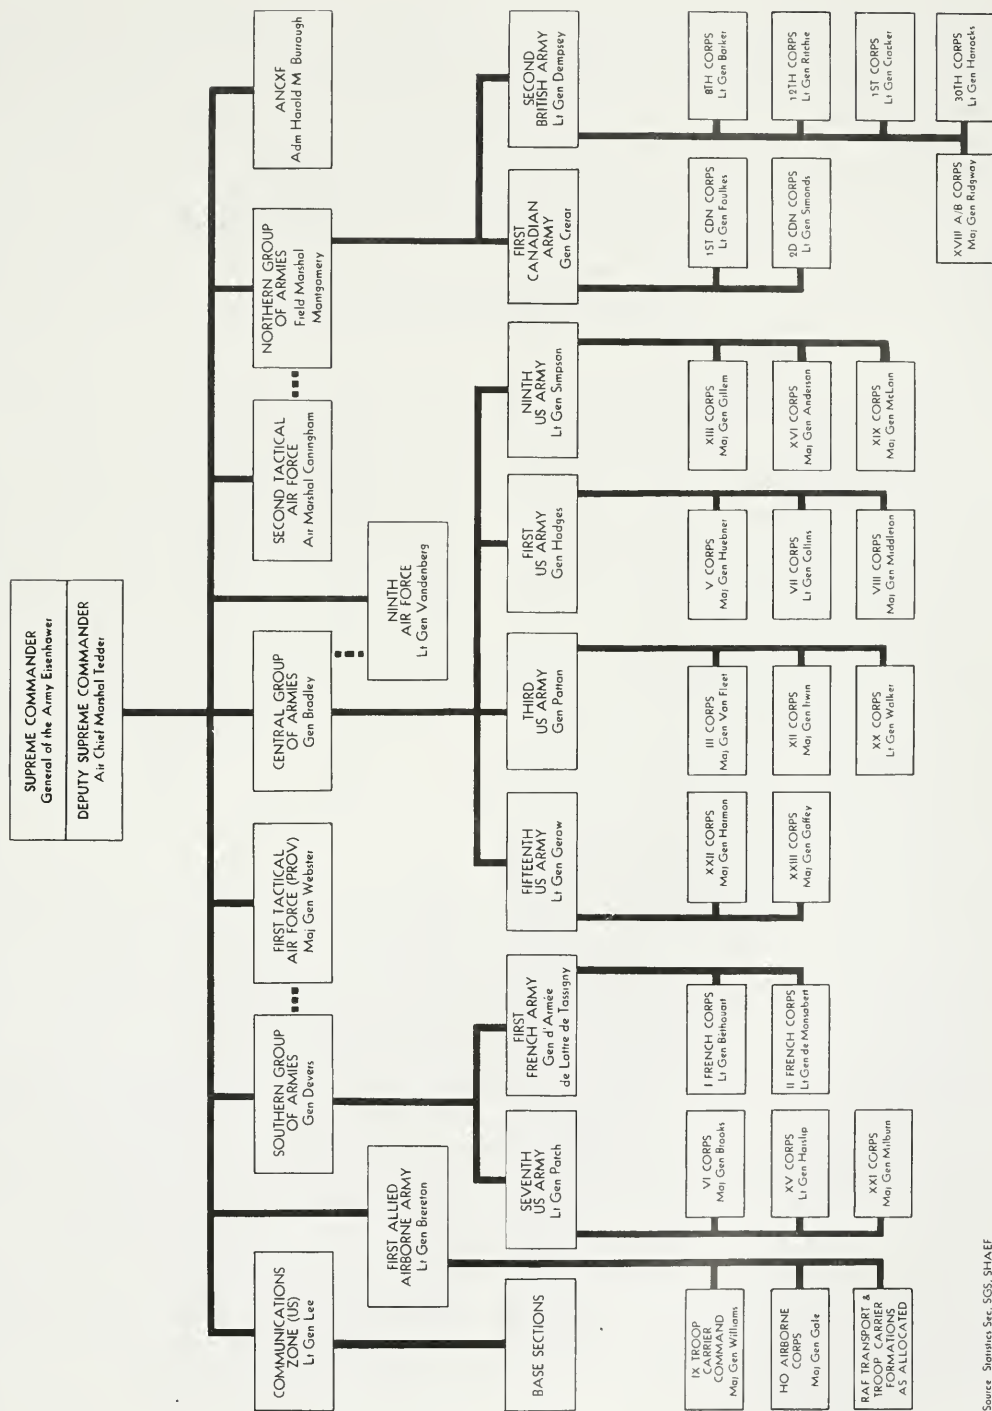 SUPREME COMMANDER
General of the Army Eisenhower
DEPUTY SUPREME COMMANDER
Air Chief Marshal Tedder
COMMUNICATIONS
ZONE (US)
Lt Gen Lee
SOUTHERN GROUP
OF ARMIES
Gen Devers
FIRST TACTICAL
AIR FORCE (PROV)
Maj Gen Webster
CENTRAL GROUP
OF ARMIES
Gen Bradley
SECOND TACTICAL
AIR FORCE
Air Marshal Coningham
NORTHERN GROUP
OF ARMIES
Field Marshal
Montgomery
ANCXF
Adm Harold M Burrough
FIRST ALLIED
AIRBORNE ARMY
Lt Gen Brereton
NINTH
AIR FORCE
Lt Gen Vandenberg
BASE SECTIONS
SEVENTH
US ARMY
Lt Gen Patch
FIRST
FRENCH ARMY
Gen d'Armée
de Lattre de Tassigny
FIFTEENTH
US ARMY
Lt Gen Gerow
THIRD
US ARMY
Gen Patton
FIRST
US ARMY
Gen Hodges
NINTH
US ARMY
Lt Gen Simpson
FIRST
CANADIAN
ARMY
Gen Crerar
SECOND
BRITISH ARMY
Lt Gen Dempsey
IX TROOP
CARRIER
COMMAND
Maj Gen Williams
HQ AIRBORNE
CORPS
Maj Gen Gale
RAF TRANSPORT &
TROOP CARRIER
FORMATIONS
AS ALLOCATED
VI CORPS
Maj Gen Brooks
XV CORPS
Lt Gen Haislip
XXI CORPS
Maj Gen Milburn
I FRENCH CORPS
Lt Gen Béthouart
II FRENCH CORPS
Lt Gen de Monsabert
XXII CORPS
Maj Gen Harmon
XXIII CORPS
Maj Gen Gaffey
III CORPS
Maj Gen Van Fleet
XII CORPS
Maj Gen Irwin
XX CORPS
Lt Gen Walker
V CORPS
Maj Gen Huebner
VII CORPS
Lt Gen Collins
VIII CORPS
Maj Gen Middleton
XIII CORPS
Maj Gen Gillem
XVI CORPS
Maj Gen Anderson
XIX CORPS
Maj Gen McLain
1ST CDN CORPS
Lt Gen Foulkes
2D CDN CORPS
Lt Gen Simonds
8TH CORPS
Lt Gen Barker
12TH CORPS
Lt Gen Ritchie
1ST CORPS
Lt Gen Crocker
30TH CORPS
Lt Gen Horrocks
XVIII A/B CORPS
Maj Gen Ridgway
Source Statistics Sec, SGS, SHAEF